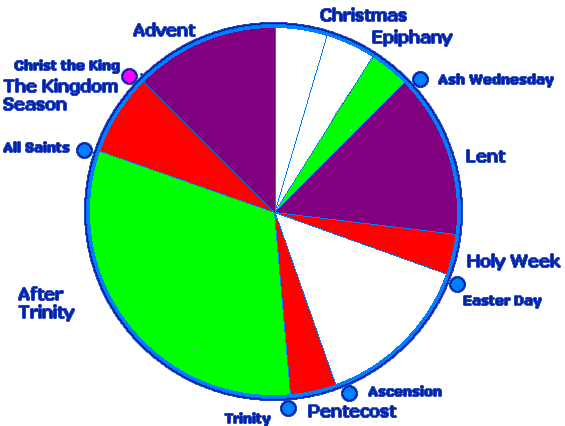 Christmas
Advent
Epiphany
Christ the King
Ash Wednesday
The Kingdom
Season
All Saints
Lent
Holy Week
After
Trinity
Easter Day
Ascension
Trinity
Pentecost